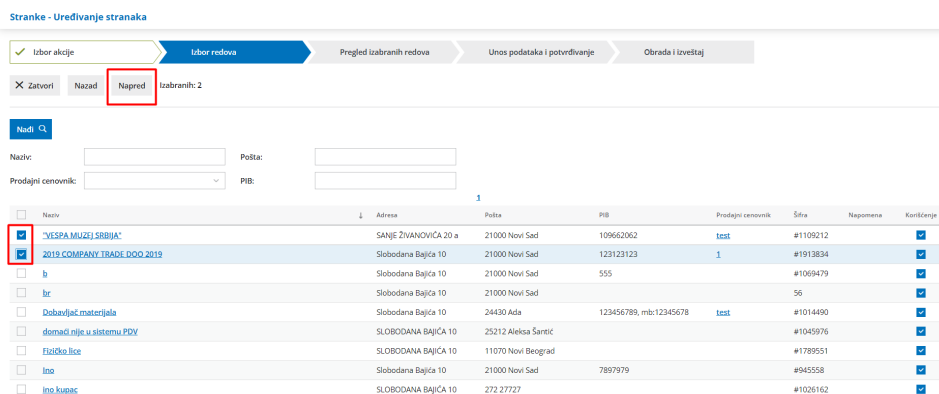 Stranke - Uređivanje stranaka
Izbor akcije Izbor redova Pregled izabranih redova Unos podataka i potvrđivanje Obrada i izveštaj
Zatvori Nazad Napred Izabranih: 2
Nađi
Naziv: Pošta:
Prodajni cenovnik: PIB:
1
Naziv Adresa Pošta PIB Prodajni cenovnik Šifra Napomena Korišćenje
"VESPA MUZEJ SRBIJA" SANJE ŽIVANOVIĆA 20 a 21000 Novi Sad 109662062 test #1109212
2019 COMPANY TRADE DOO 2019 Slobodana Bajića 10 21000 Novi Sad 123123123 1 #1913834
b Slobodana Bajića 10 21000 Novi Sad 555 #1069479
br Slobodana Bajića 10 21000 Novi Sad 56
Dobavljač materijala Slobodana Bajića 10 24430 Ada 123456789, mb:12345678 test #1014490
domaći nije u sistemu PDV SLOBODANA BAJIĆA 10 25212 Aleksa Šantić #1045976
Fizičko lice SLOBODANA BAJIĆA 10 11070 Novi Beograd #1789551
Ino Slobodana Bajića 10 21000 Novi Sad 7897979 #945558
ino kupac SLOBODANA BAJIĆA 10 272 27727 #1026162